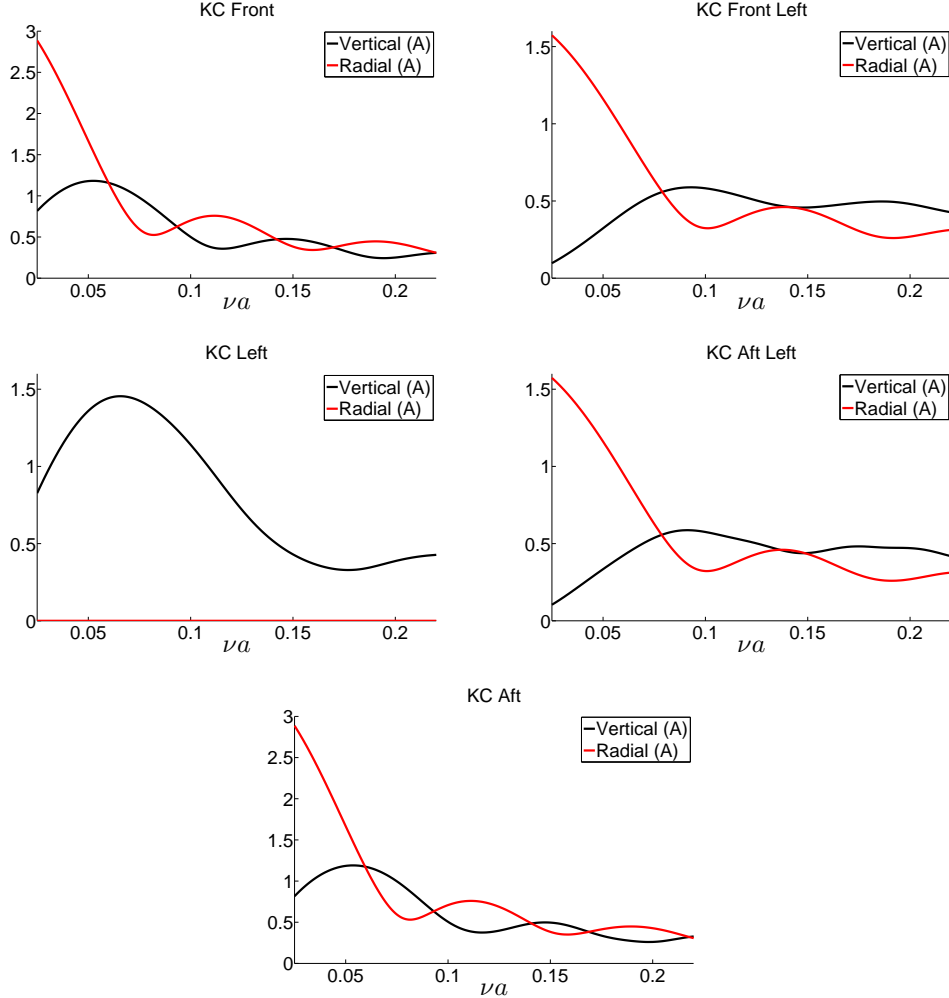 KC Front
Vertical (A)
Radial (A)
3
2.5
2
1.5
1
0.5
0
0.05 0.1 0.15 0.2
νa
KC Front Left
Vertical (A)
Radial (A)
1.5
1
0.5
0
0.05 0.1 0.15 0.2
νa
KC Left
Vertical (A)
Radial (A)
1.5
1
0.5
0
0.05 0.1 0.15 0.2
νa
KC Aft Left
Vertical (A)
Radial (A)
1.5
1
0.5
0
0.05 0.1 0.15 0.2
νa
KC Aft
Vertical (A)
Radial (A)
3
2.5
2
1.5
1
0.5
0
0.05 0.1 0.15 0.2
νa